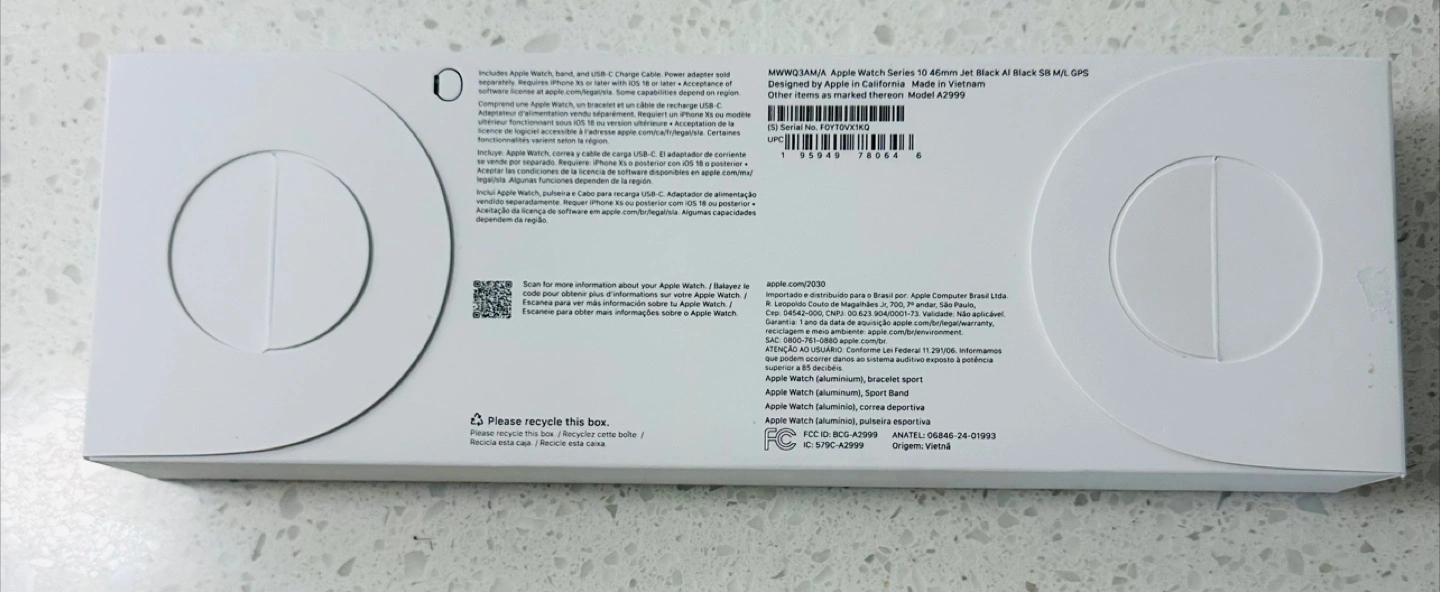 Includes Apple Watch, band, and USB-C Charge Cable. Power adapter sold
separately. Requires iPhone Xs or later with iOS 18 or later • Acceptance of
software license at apple.com/legal/sla. Some capabilities depend on region.
Comprend une Apple Watch, un bracelet et un câble de recharge USB-C.
Adaptateur d'alimentation vendu séparément. Requiert un iPhone Xs ou modèle
ultérieur fonctionnant sous iOS 18 ou version ultérieure • Acceptation de la
licence de logiciel accessible à l'adresse apple.com/ca/fr/legal/sla. Certaines
fonctionnalités varient selon la région.
Incluye: Apple Watch, correa y cable de carga USB-C. El adaptador de corriente
se vende por separado. Requiere: iPhone Xs o posterior con iOS 18 o posterior •
Aceptar las condiciones de la licencia de software disponibles en apple.com/mx/
legal/sla. Algunas funciones dependen de la región.
Inclui Apple Watch, pulseira e Cabo para recarga USB-C. Adaptador de alimentação
vendido separadamente. Requer iPhone Xs ou posterior com iOS 18 ou posterior •
Aceitação da licença de software em apple.com/br/legal/sla. Algumas capacidades
dependem da região.
MWWQ3AM/A Apple Watch Series 10 46mm Jet Black Al Black SB M/L GPS
Designed by Apple in California Made in Vietnam
Other items as marked thereon Model A2999
(S) Serial No. F0YT0VX1KQ
UPC
1 95949 78064 6
Scan for more information about your Apple Watch. / Balayez le
code pour obtenir plus d'informations sur votre Apple Watch. /
Escanea para ver más información sobre tu Apple Watch. /
Escaneie para obter mais informações sobre o Apple Watch.
apple.com/2030
Importado e distribuído para o Brasil por: Apple Computer Brasil Ltda.
R. Leopoldo Couto de Magalhães Jr, 700, 7º andar, São Paulo,
Cep: 04542-000, CNPJ: 00.623.904/0001-73. Validade: Não aplicável.
Garantia: 1 ano da data de aquisição apple.com/br/legal/warranty,
reciclagem e meio ambiente: apple.com/br/environment.
SAC: 0800-761-0880 apple.com/br.
ATENÇÃO AO USUÁRIO: Conforme Lei Federal 11.291/06. Informamos
que podem ocorrer danos ao sistema auditivo exposto à potência
superior a 85 decibéis.
Apple Watch (aluminium), bracelet sport
Apple Watch (aluminum), Sport Band
Apple Watch (aluminio), correa deportiva
Apple Watch (alumínio), pulseira esportiva
Please recycle this box.
Please recycle this box. / Recyclez cette boîte. /
Recicla esta caja. / Recicle esta caixa.
FC
FCC ID: BCG-A2999 ANATEL: 06846-24-01993
IC: 579C-A2999 Origem: Vietnã